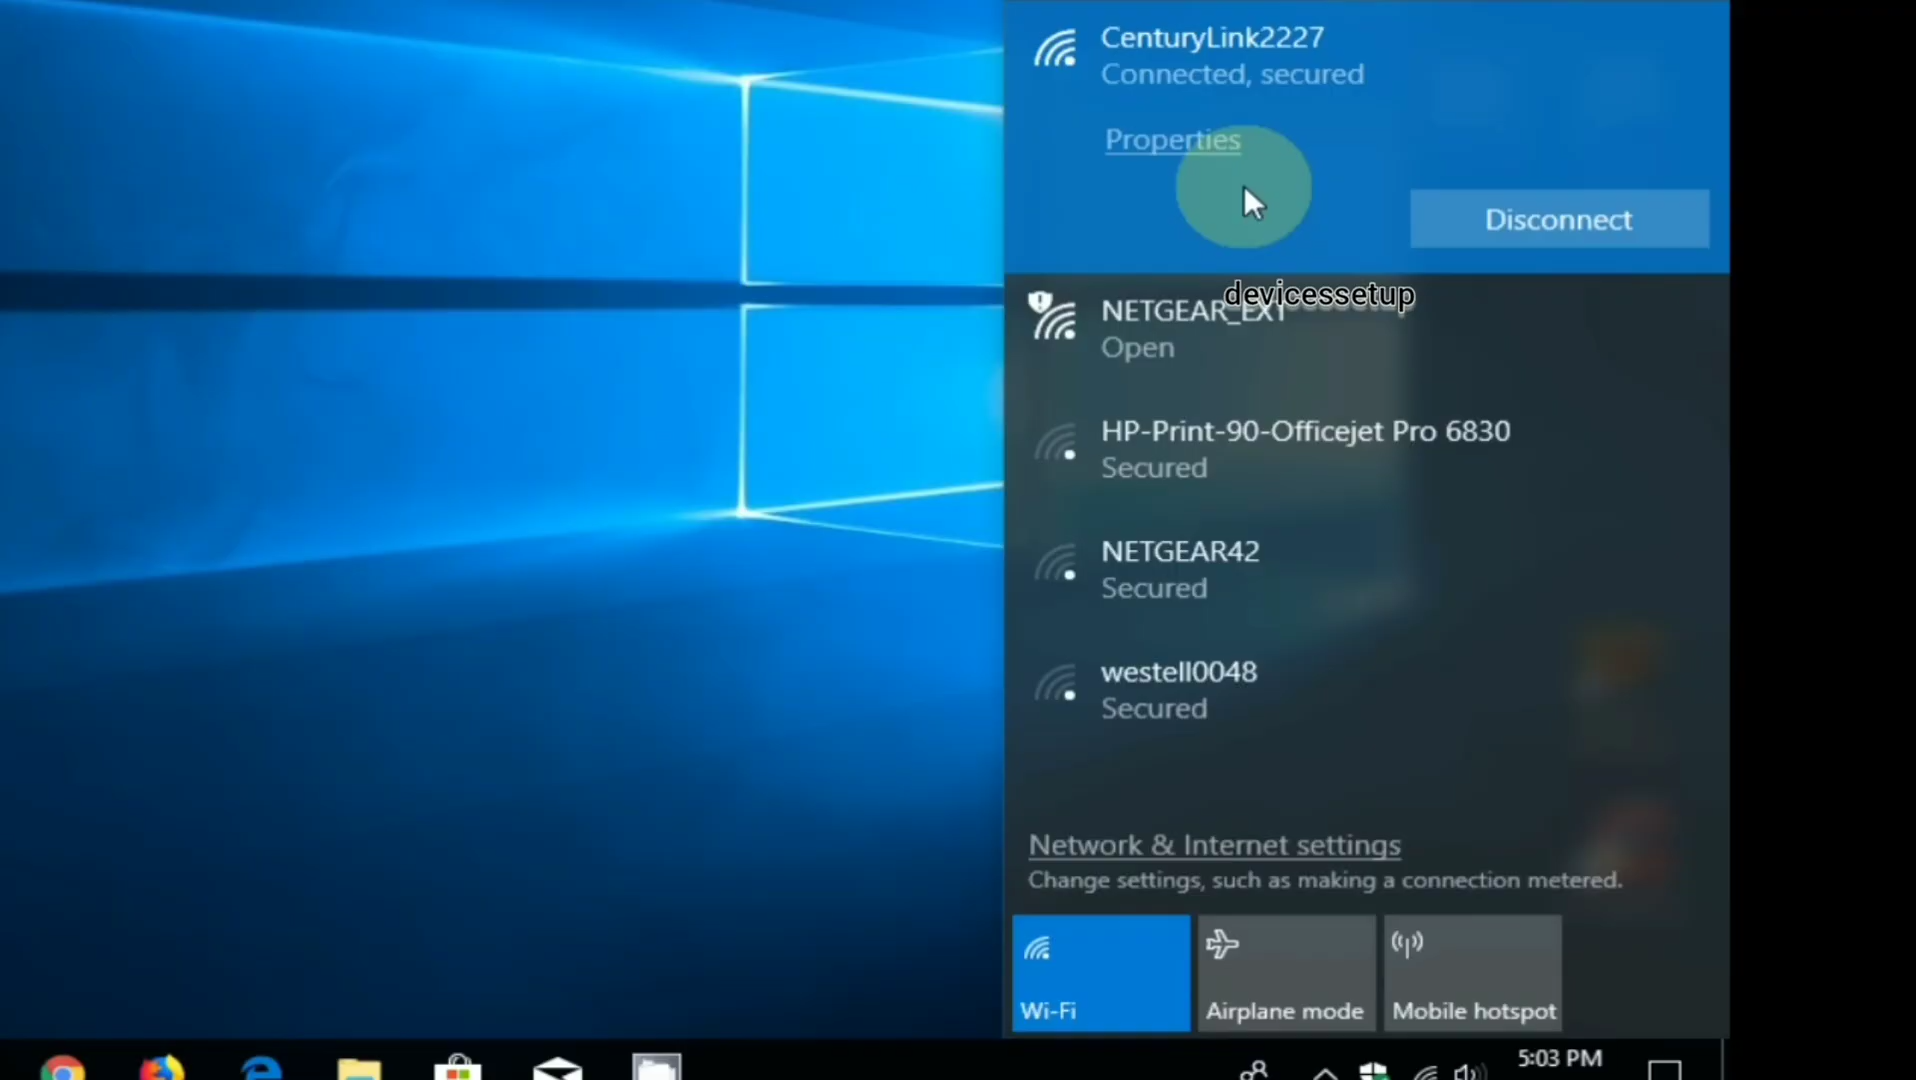 CenturyLink2227
Connected, secured
Properties
Disconnect
devicessetup
NETGEAR_EXT
Open
HP-Print-90-Officejet Pro 6830
Secured
NETGEAR42
Secured
westell0048
Secured
Network & Internet settings
Change settings, such as making a connection metered.
Wi-Fi
Airplane mode
Mobile hotspot
5:03 PM